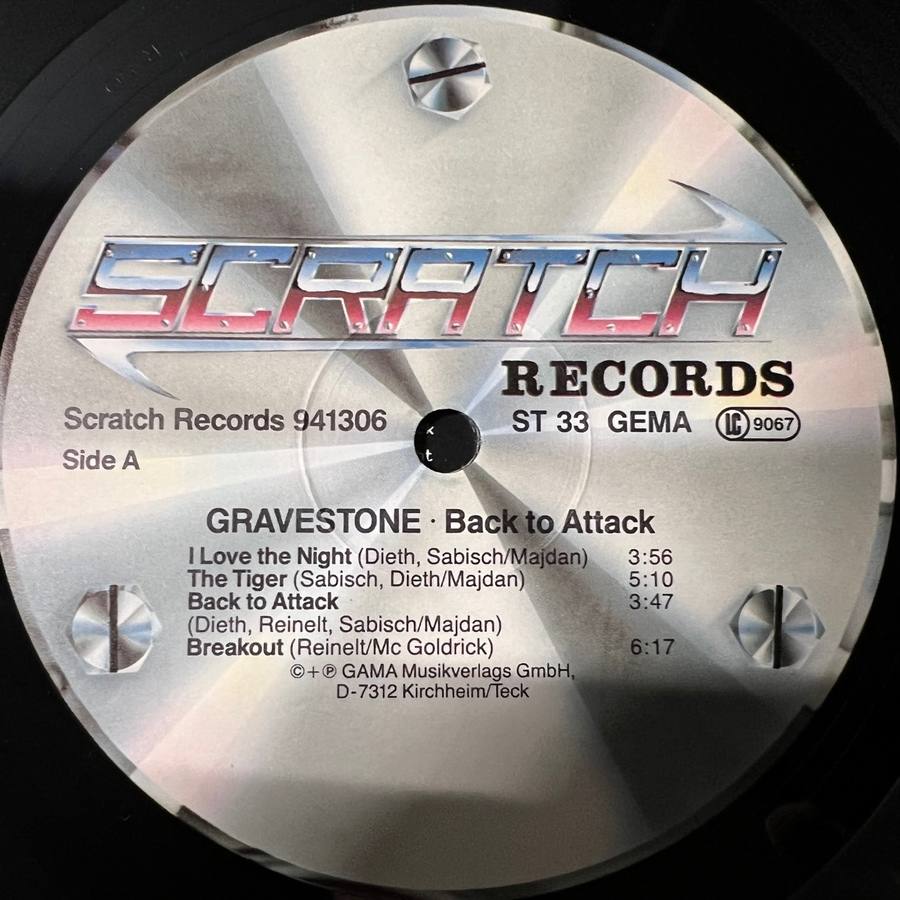 SCRATCH
RECORDS
Scratch Records 941306
ST 33 GEMA LC 9067
Side A
GRAVESTONE · Back to Attack
I Love the Night (Dieth, Sabisch/Majdan) 3:56
The Tiger (Sabisch, Dieth/Majdan) 5:10
Back to Attack 3:47
(Dieth, Reinelt, Sabisch/Majdan)
Breakout (Reinelt/Mc Goldrick) 6:17
©+℗ GAMA Musikverlags GmbH,
D-7312 Kirchheim/Teck